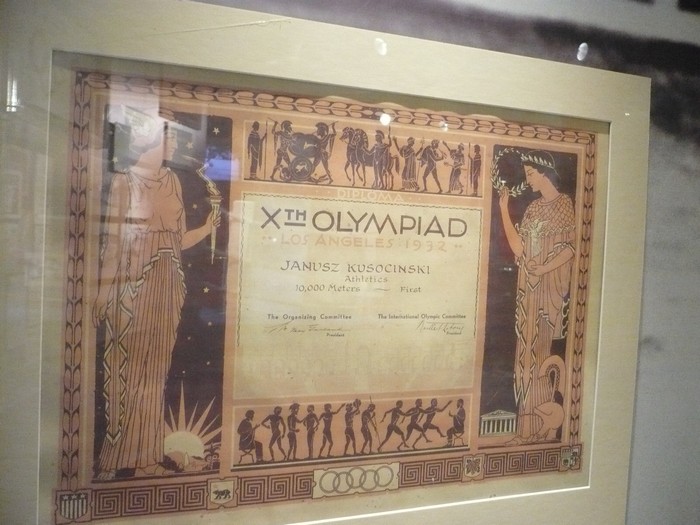 DIPLOMA
XTH OLYMPIAD
LOS ANGELES · 1932
JANUSZ KUSOCINSKI
Athletics
10,000 Meters — First
The Organizing Committee The International Olympic Committee
President President